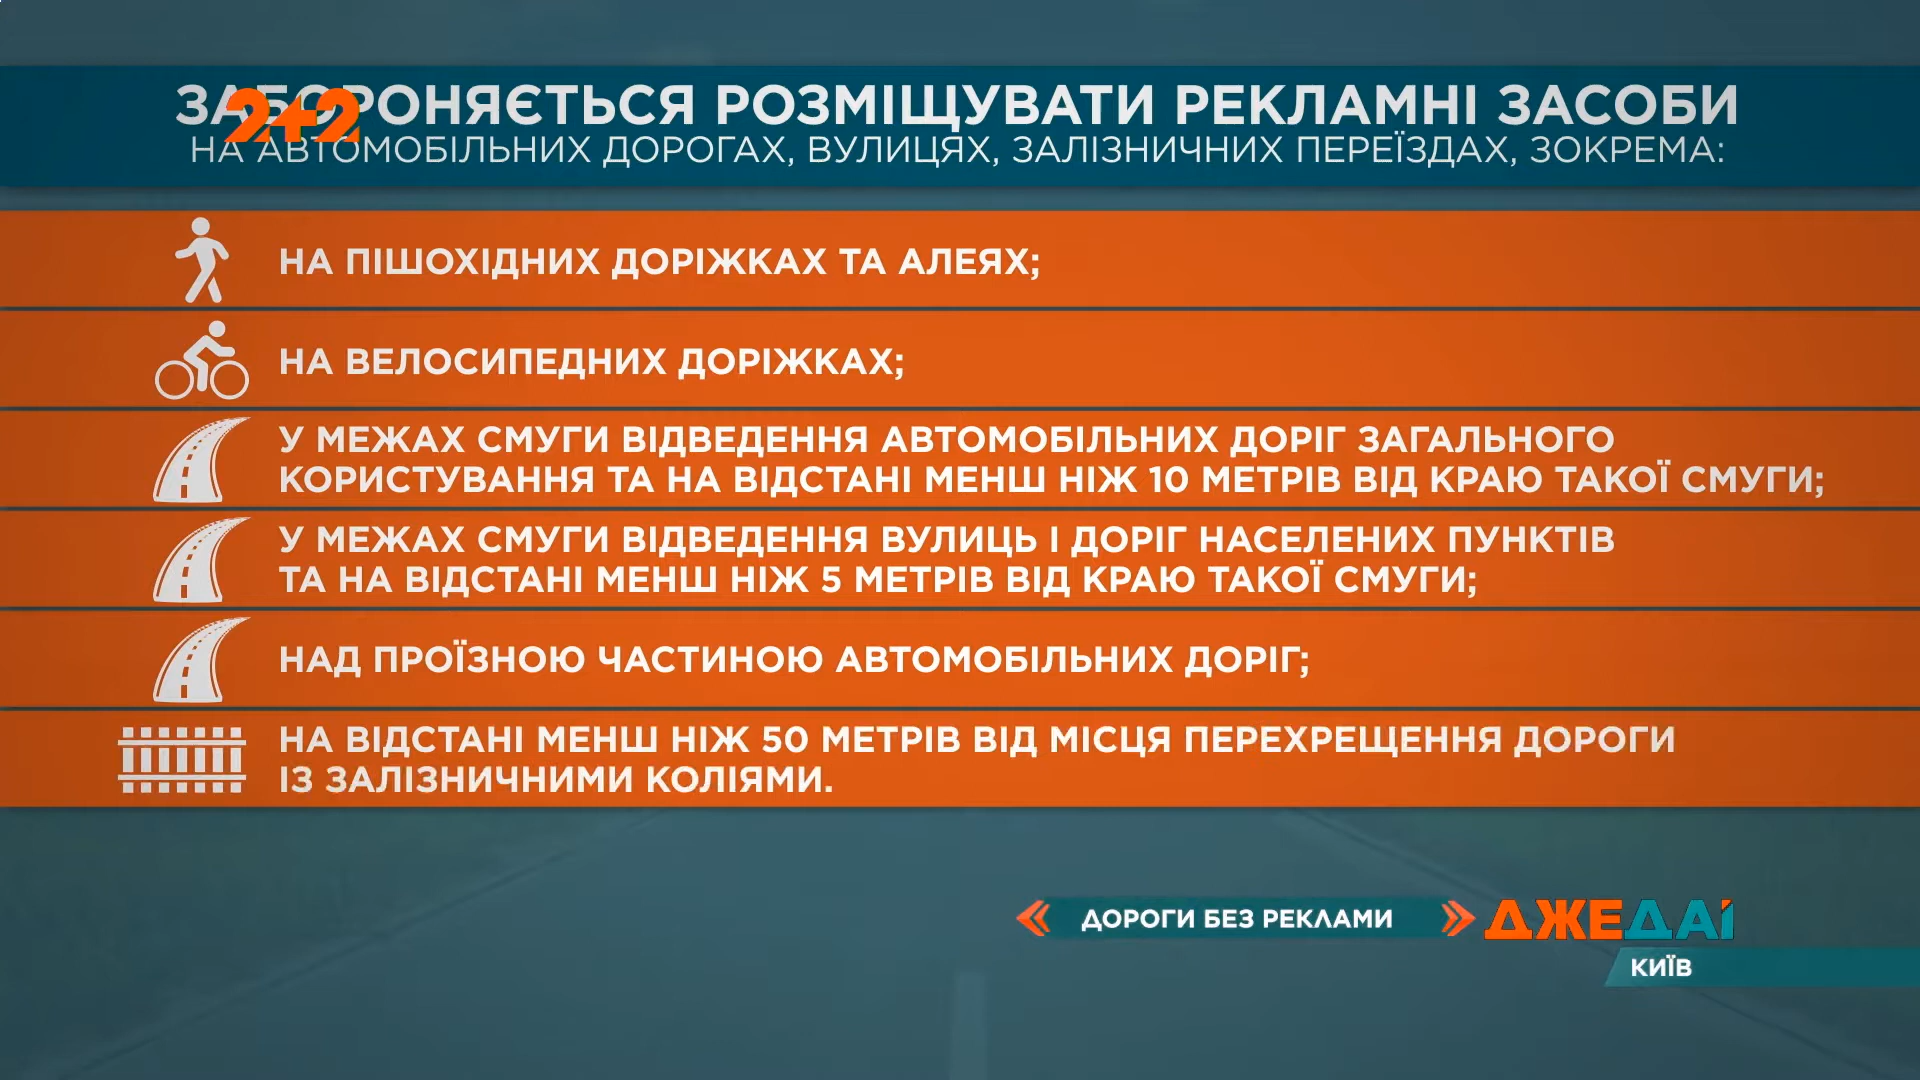 ЗАБОРОНЯЄТЬСЯ РОЗМІЩУВАТИ РЕКЛАМНІ ЗАСОБИ
2+2
НА АВТОМОБІЛЬНИХ ДОРОГАХ, ВУЛИЦЯХ, ЗАЛІЗНИЧНИХ ПЕРЕЇЗДАХ, ЗОКРЕМА:
НА ПІШОХІДНИХ ДОРІЖКАХ ТА АЛЕЯХ;
НА ВЕЛОСИПЕДНИХ ДОРІЖКАХ;
У МЕЖАХ СМУГИ ВІДВЕДЕННЯ АВТОМОБІЛЬНИХ ДОРІГ ЗАГАЛЬНОГО
КОРИСТУВАННЯ ТА НА ВІДСТАНІ МЕНШ НІЖ 10 МЕТРІВ ВІД КРАЮ ТАКОЇ СМУГИ;
У МЕЖАХ СМУГИ ВІДВЕДЕННЯ ВУЛИЦЬ І ДОРІГ НАСЕЛЕНИХ ПУНКТІВ
ТА НА ВІДСТАНІ МЕНШ НІЖ 5 МЕТРІВ ВІД КРАЮ ТАКОЇ СМУГИ;
НАД ПРОЇЗНОЮ ЧАСТИНОЮ АВТОМОБІЛЬНИХ ДОРІГ;
НА ВІДСТАНІ МЕНШ НІЖ 50 МЕТРІВ ВІД МІСЦЯ ПЕРЕХРЕЩЕННЯ ДОРОГИ
ІЗ ЗАЛІЗНИЧНИМИ КОЛІЯМИ.
ДОРОГИ БЕЗ РЕКЛАМИ
ДЖЕДАІ
КИЇВ